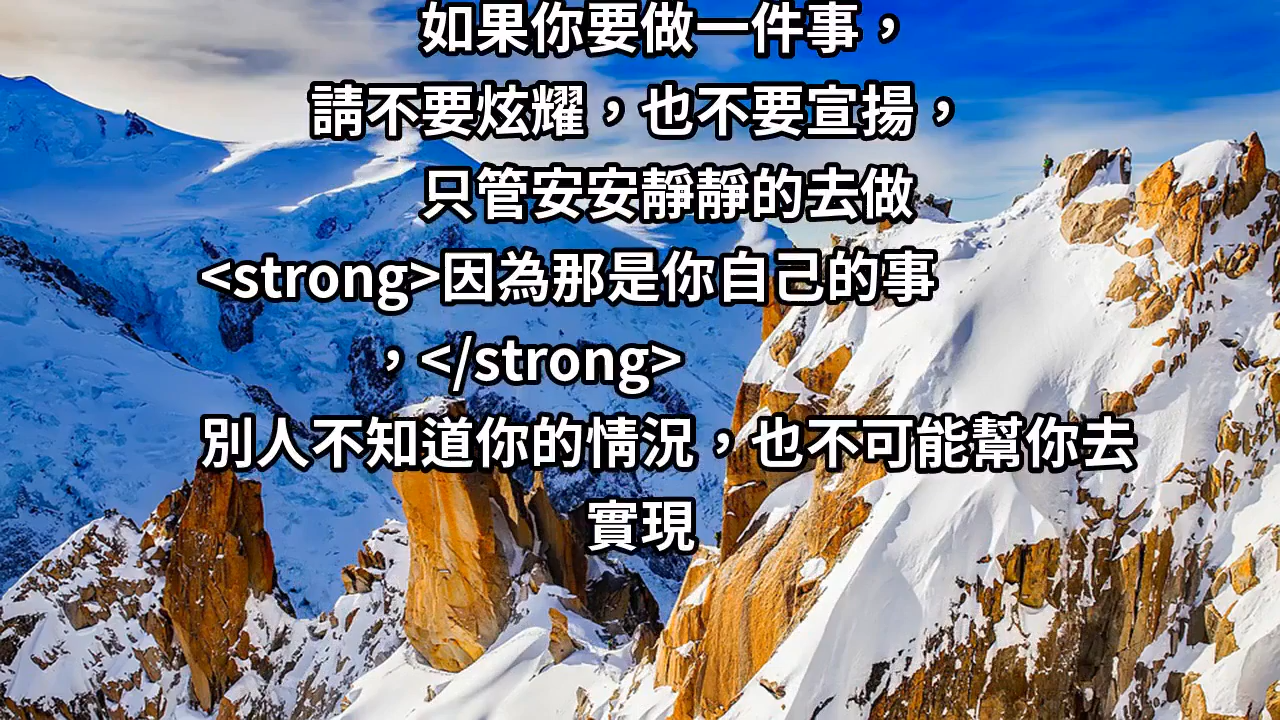 如果你要做一件事，
請不要炫耀，也不要宣揚，
只管安安靜靜的去做
<strong>因為那是你自己的事
，</strong>
別人不知道你的情況，也不可能幫你去
實現